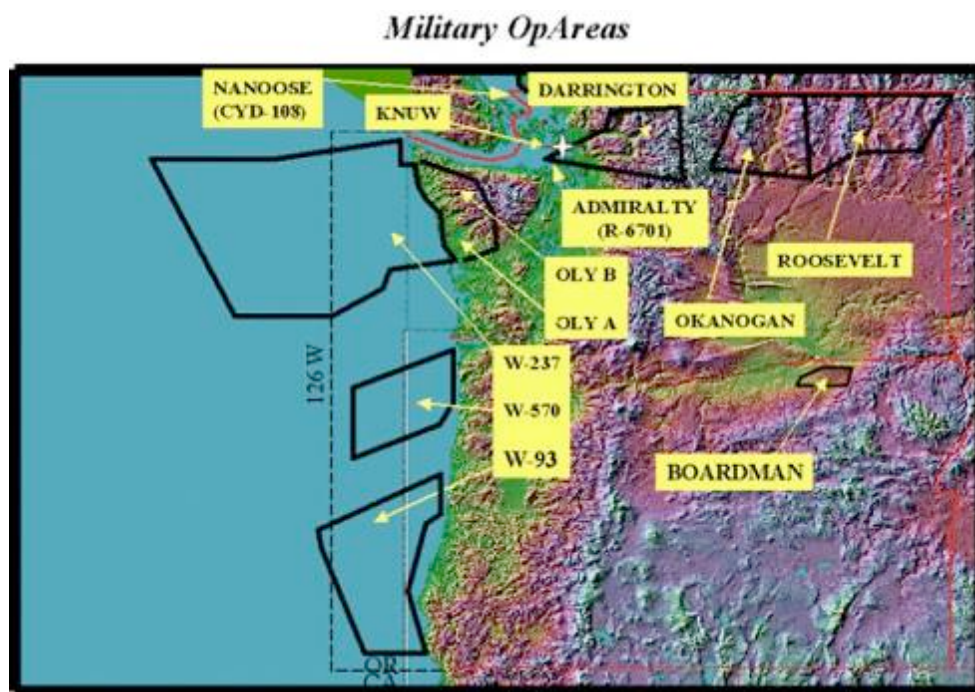 Military OpAreas
NANOOSE
(CYD-108)
DARRINGTON
KNUW
ADMIRALTY
(R-6701)
ROOSEVELT
OLY B
OLY A
OKANOGAN
126 W
W-237
W-570
W-93
BOARDMAN
OR
CA